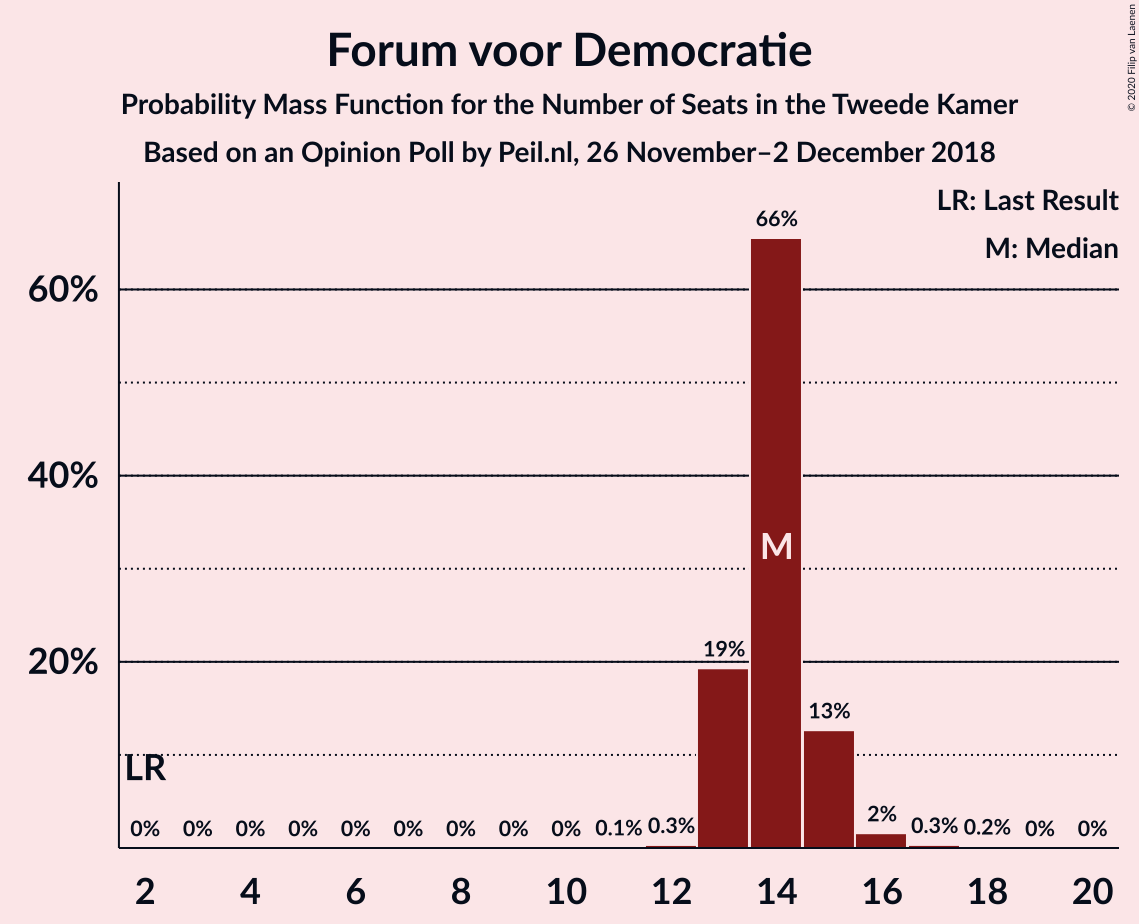 Forum voor Democratie
Probability Mass Function for the Number of Seats in the Tweede Kamer
Based on an Opinion Poll by Peil.nl, 26 November–2 December 2018
© 2020 Filip van Laenen
LR: Last Result
M: Median
66%
60%
40%
M
19%
20%
13%
LR
2%
0% 0% 0% 0% 0% 0% 0% 0% 0% 0.1% 0.3% 0.3% 0.2% 0% 0%
2 4 6 8 10 12 14 16 18 20